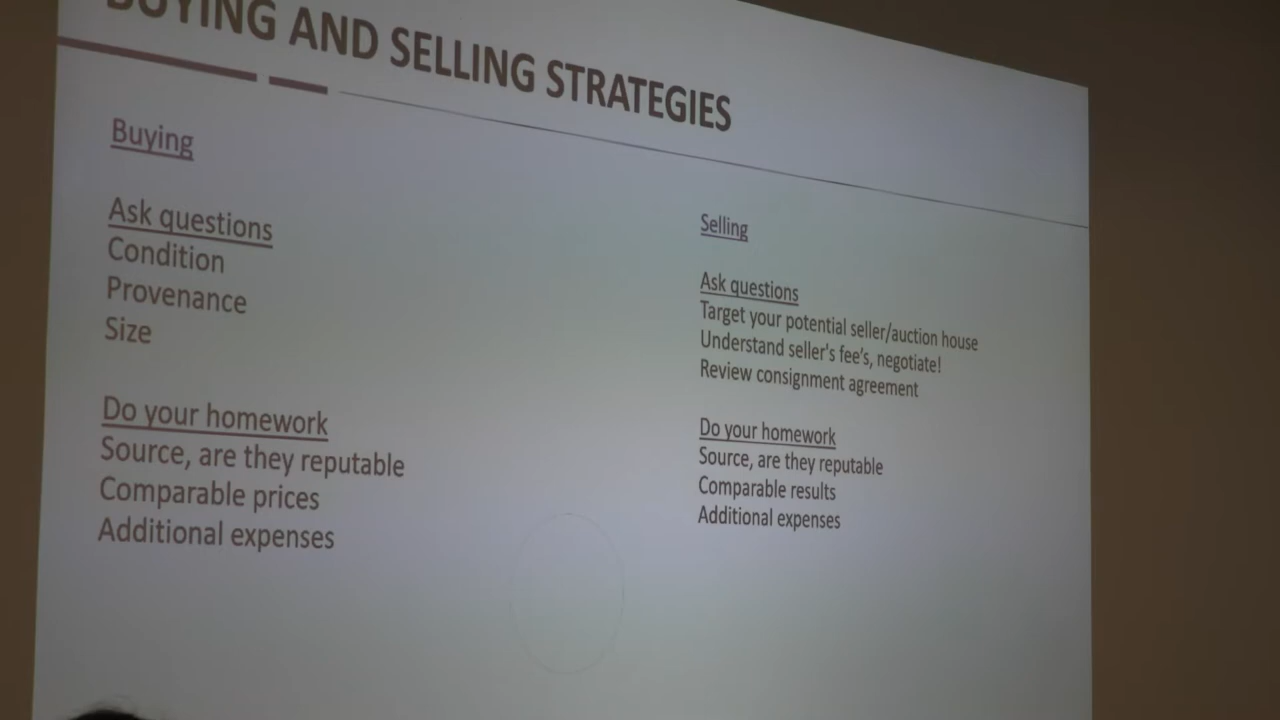 BUYING AND SELLING STRATEGIES
Buying
Ask questions
Condition
Provenance
Size
Do your homework
Source, are they reputable
Comparable prices
Additional expenses
Selling
Ask questions
Target your potential seller/auction house
Understand seller's fee's, negotiate!
Review consignment agreement
Do your homework
Source, are they reputable
Comparable results
Additional expenses